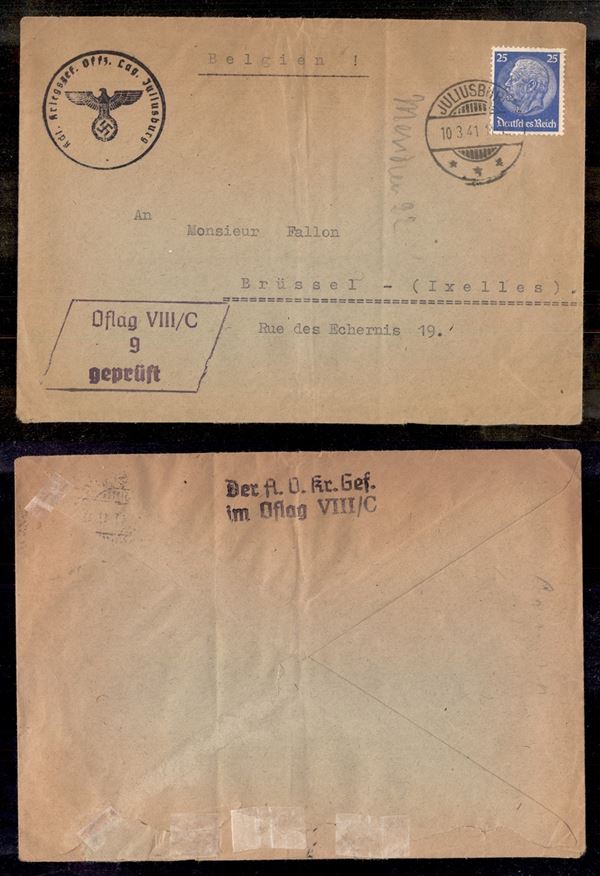 Kdt. Kriegsgef. Offz. Lag. Juliusburg
Belgien !
25 25
Deutsches Reich
10.3.41
An
Monsieur Fallon
Brüssel - (Ixelles).
Rue des Echernis 19.
Oflag VIII/C
9
geprüft
Der A. O. Kr. Gef.
im Oflag VIII/C